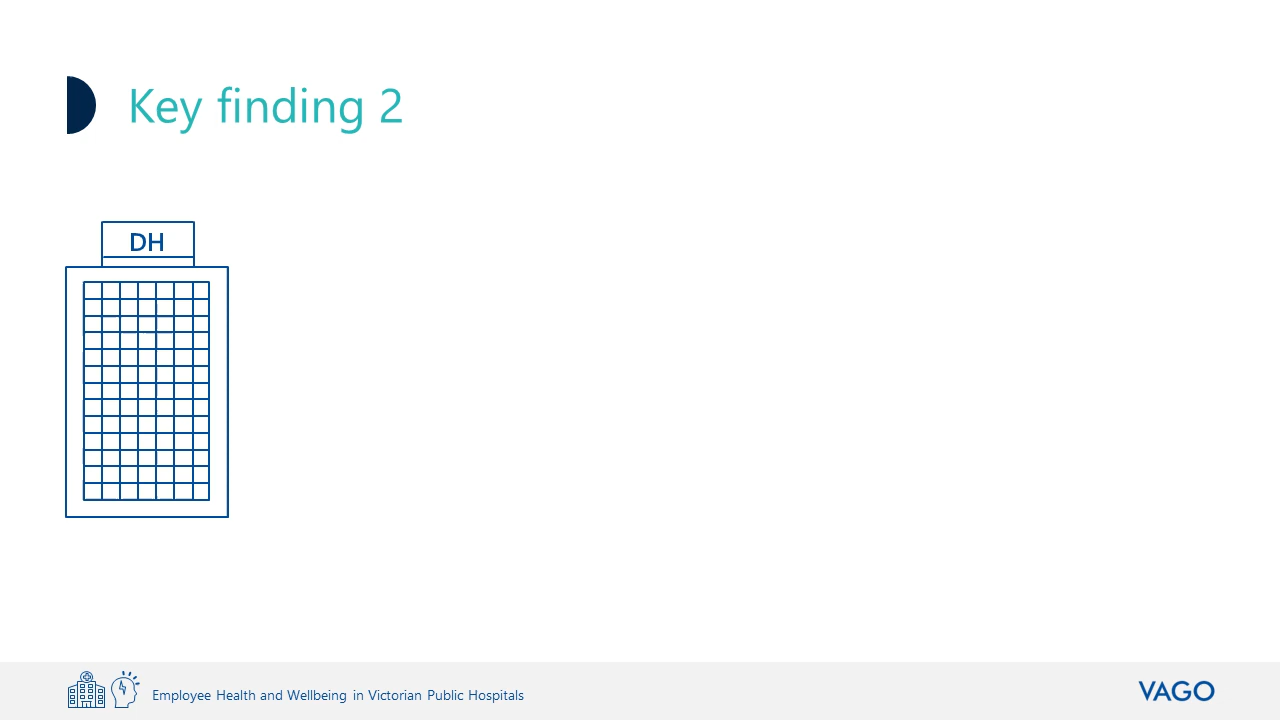 Key finding 2
DH
Employee Health and Wellbeing in Victorian Public Hospitals
VAGO